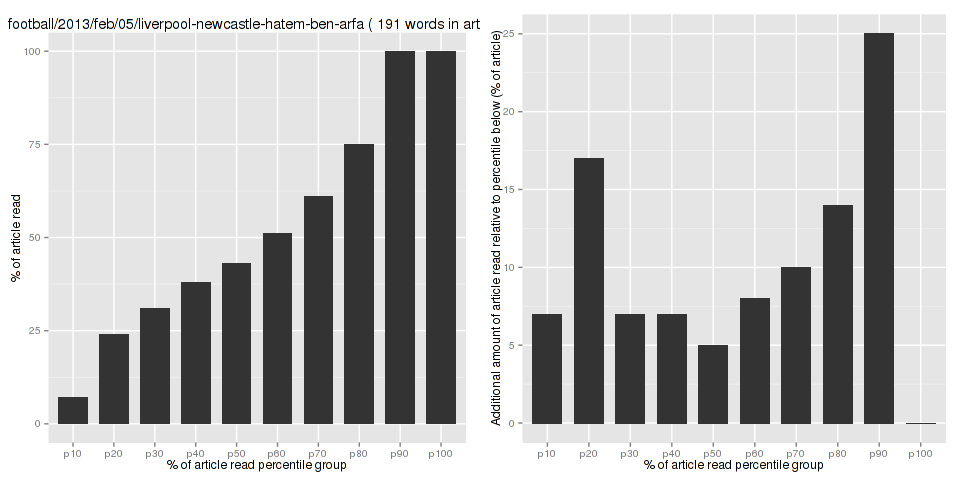 football/2013/feb/05/liverpool-newcastle-hatem-ben-arfa ( 191 words in art
100
75
50
25
0
% of article read
p10 p20 p30 p40 p50 p60 p70 p80 p90 p100
% of article read percentile group
25
20
15
10
5
0
Additional amount of article read relative to percentile below (% of article)
p10 p20 p30 p40 p50 p60 p70 p80 p90 p100
% of article read percentile group